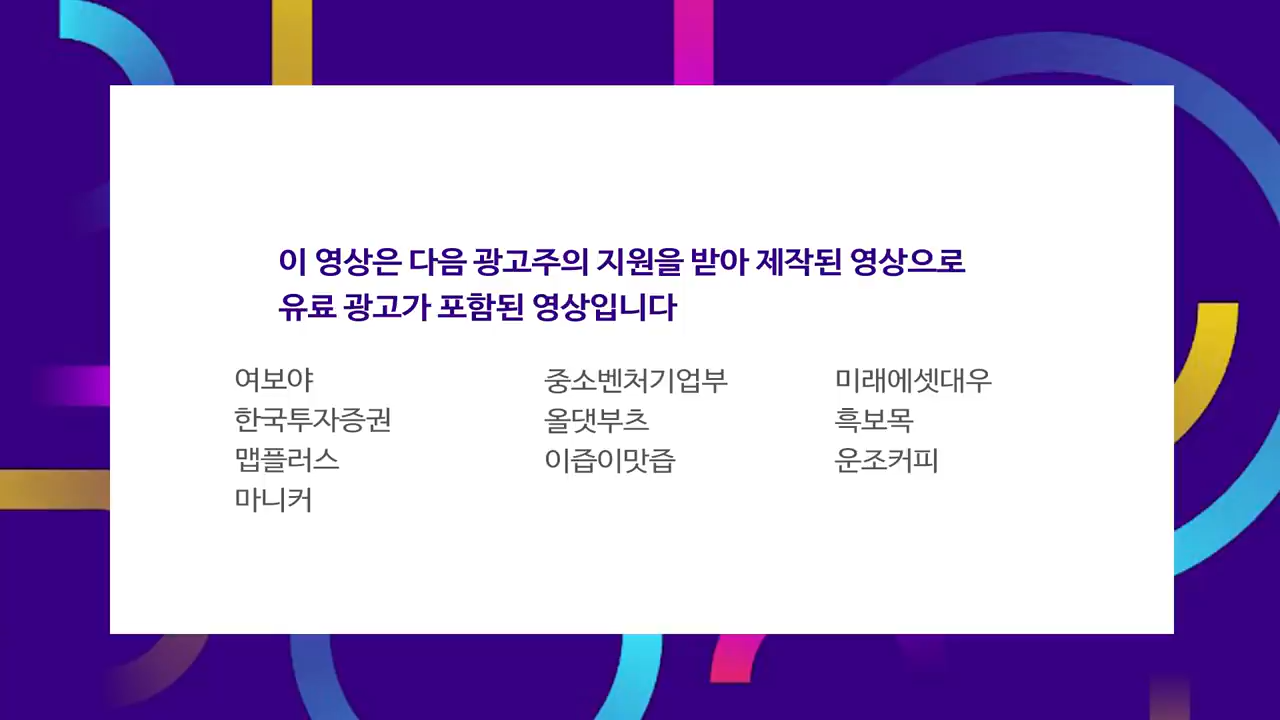 이 영상은 다음 광고주의 지원을 받아 제작된 영상으로
유료 광고가 포함된 영상입니다
여보야 중소벤처기업부 미래에셋대우
한국투자증권 올댓부츠 흑보목
맵플러스 이즙이맛즙 운조커피
마니커